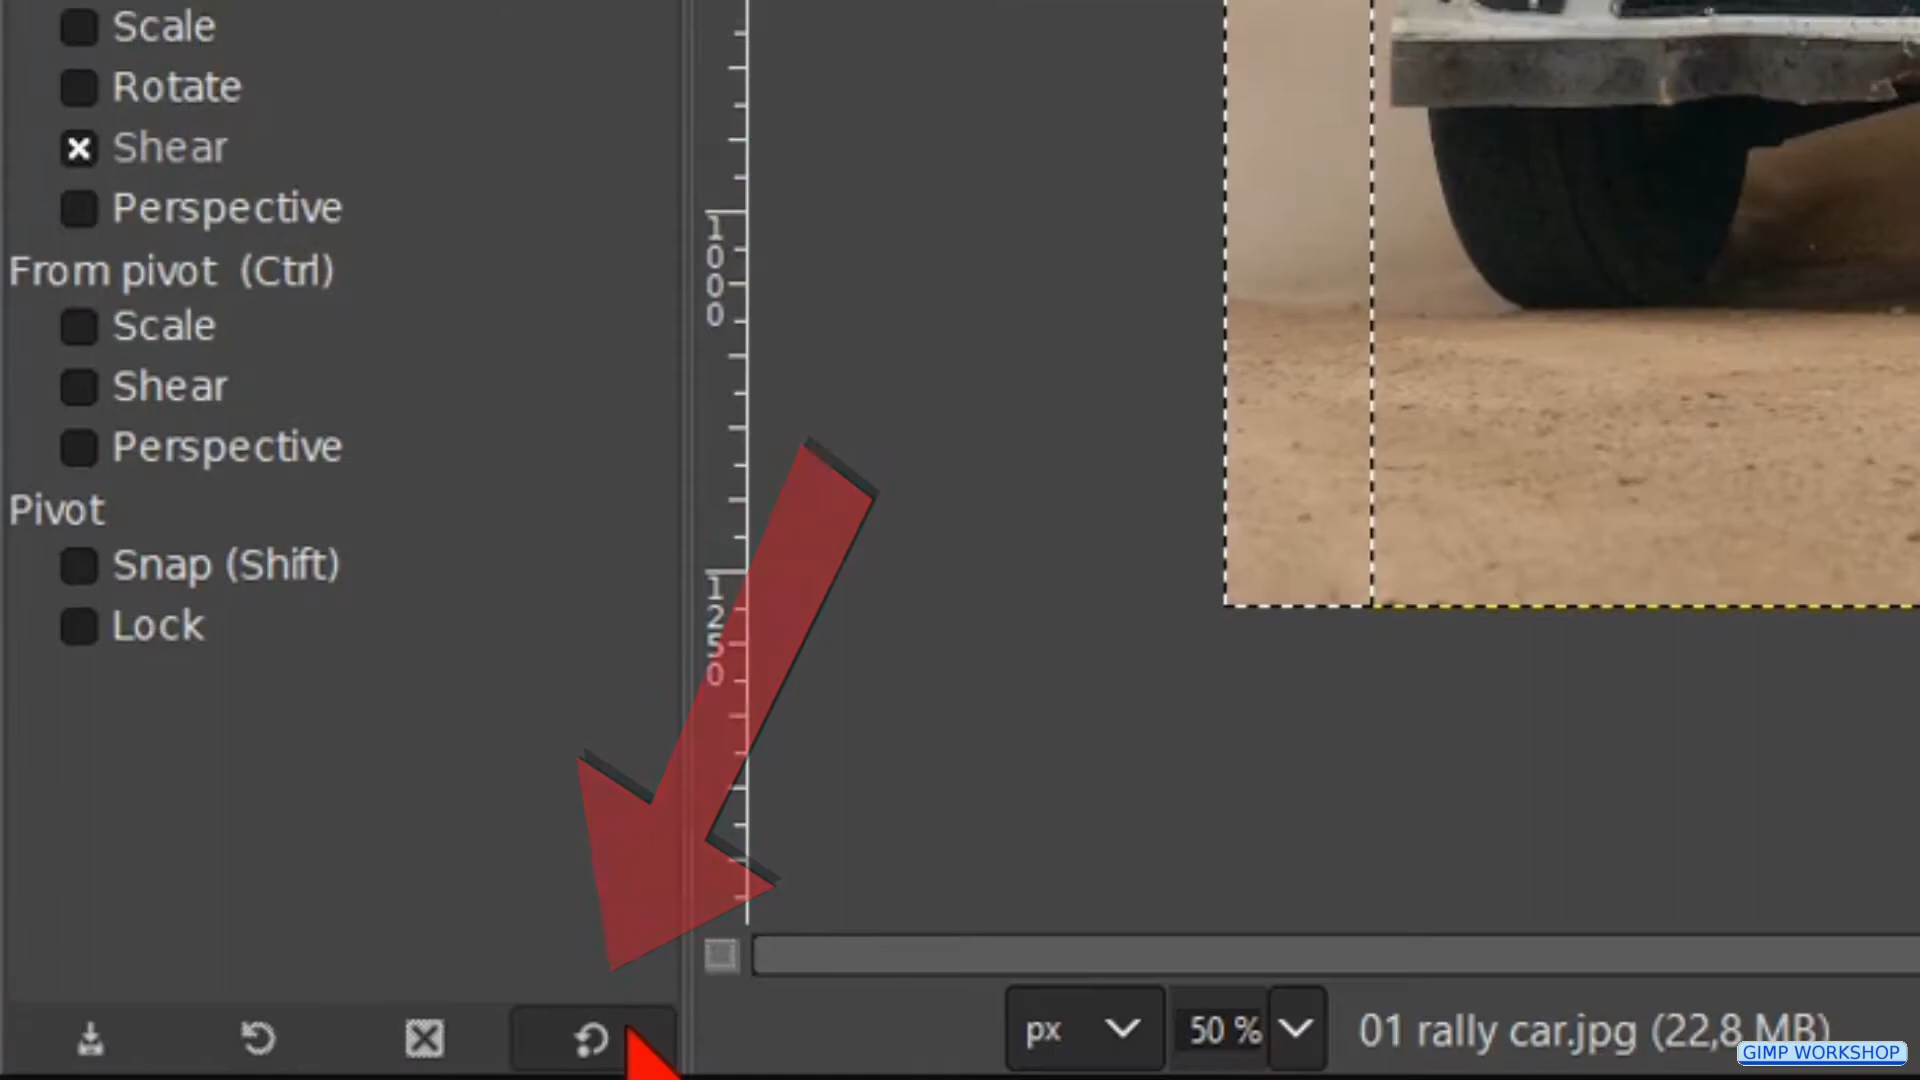 Scale
Rotate
Shear
Perspective
From pivot (Ctrl)
Scale
Shear
Perspective
Pivot
Snap (Shift)
Lock
1000
1250
px
50 %
01 rally car.jpg (22,8 MB)
GIMP WORKSHOP